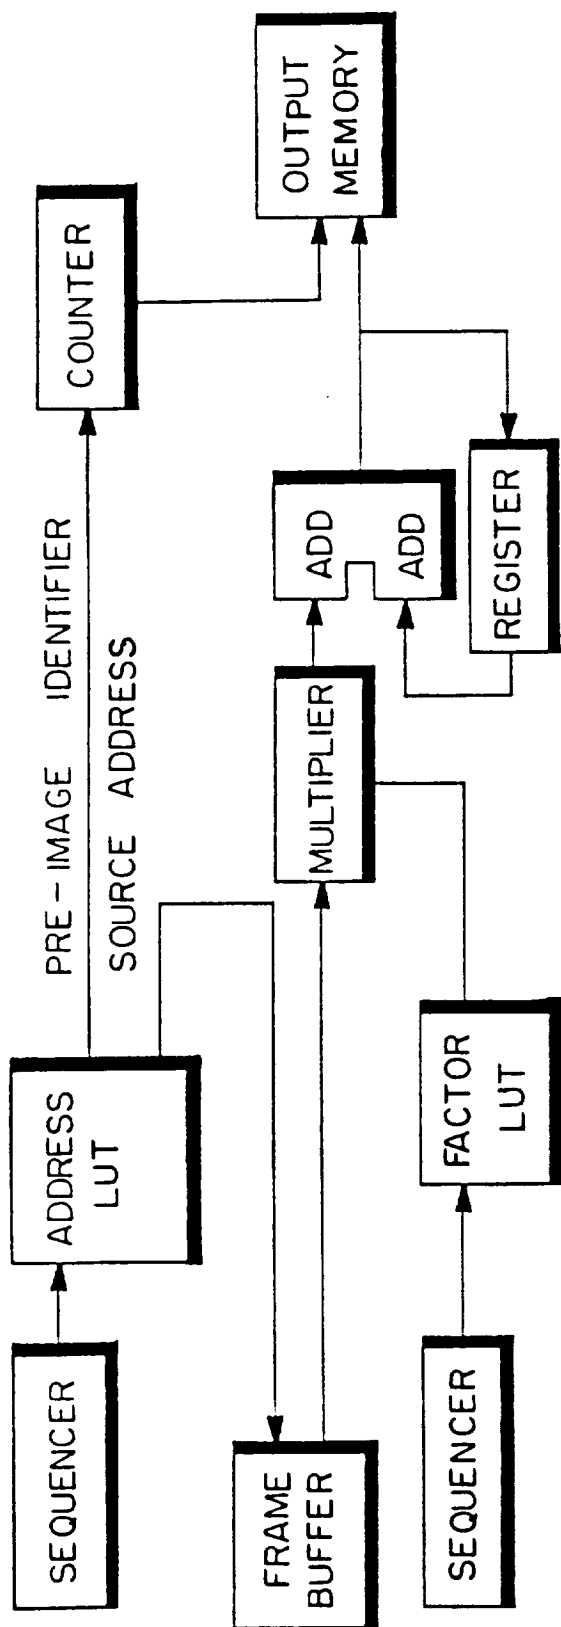 SEQUENCER
ADDRESS
LUT
PRE-IMAGE IDENTIFIER
SOURCE ADDRESS
COUNTER
FRAME
BUFFER
MULTIPLIER
ADD
ADD
OUTPUT
MEMORY
SEQUENCER
FACTOR
LUT
REGISTER